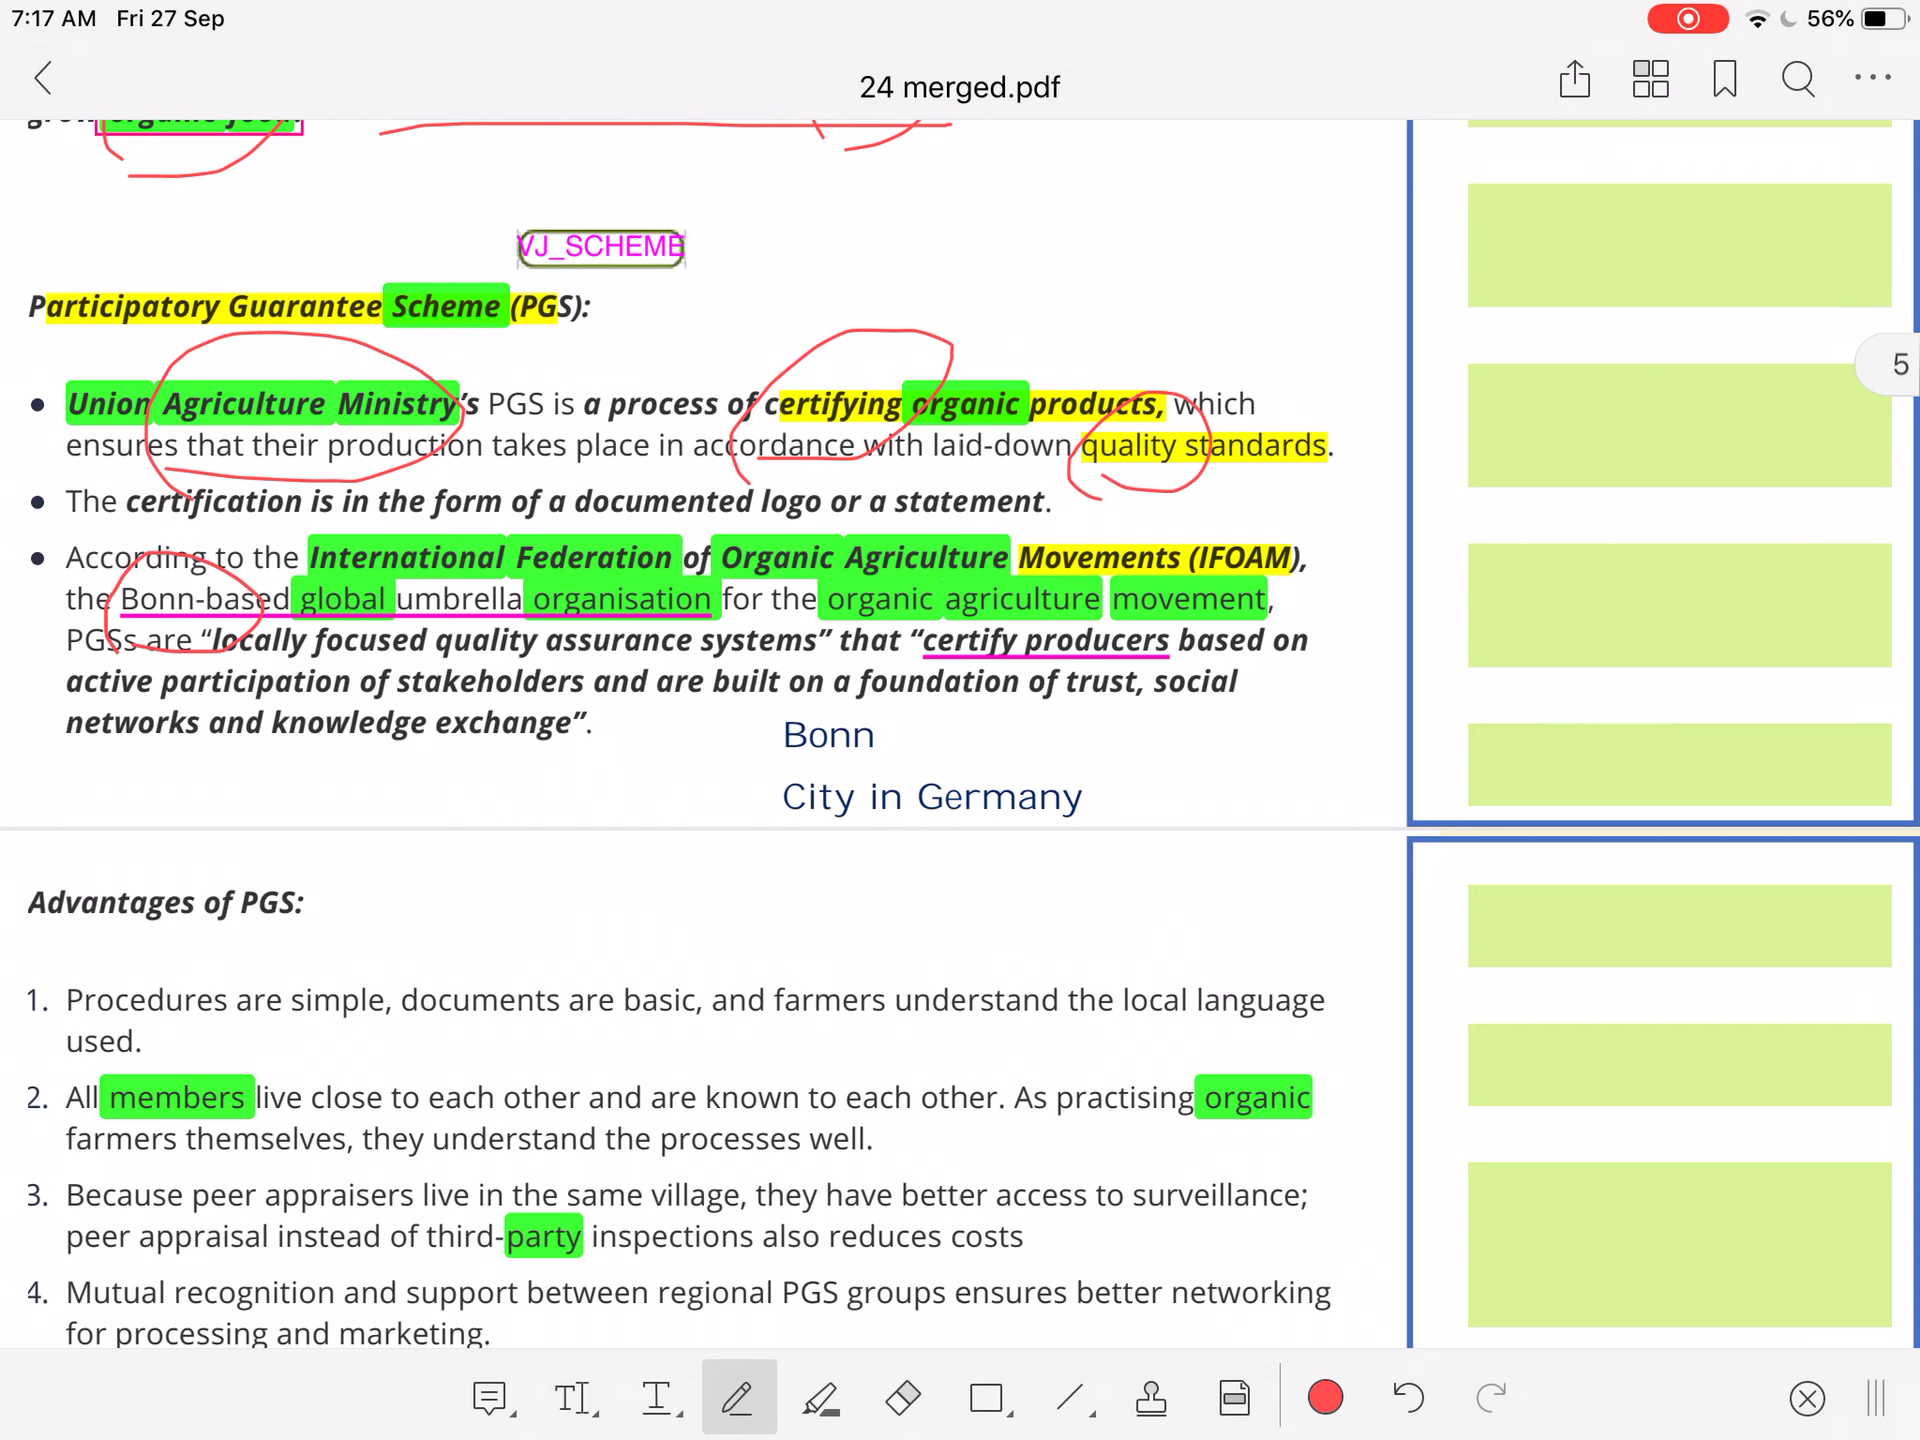 7:17 AM Fri 27 Sep
56%
24 merged.pdf
organic food.
VJ_SCHEME
Participatory Guarantee Scheme (PGS):
5
• Union Agriculture Ministry’s PGS is a process of certifying organic products, which
ensures that their production takes place in accordance with laid-down quality standards.
• The certification is in the form of a documented logo or a statement.
• According to the International Federation of Organic Agriculture Movements (IFOAM),
the Bonn-based global umbrella organisation for the organic agriculture movement,
PGSs are “locally focused quality assurance systems” that “certify producers based on
active participation of stakeholders and are built on a foundation of trust, social
networks and knowledge exchange”.
Bonn
City in Germany
Advantages of PGS:
1. Procedures are simple, documents are basic, and farmers understand the local language
used.
2. All members live close to each other and are known to each other. As practising organic
farmers themselves, they understand the processes well.
3. Because peer appraisers live in the same village, they have better access to surveillance;
peer appraisal instead of third-party inspections also reduces costs
4. Mutual recognition and support between regional PGS groups ensures better networking
for processing and marketing.